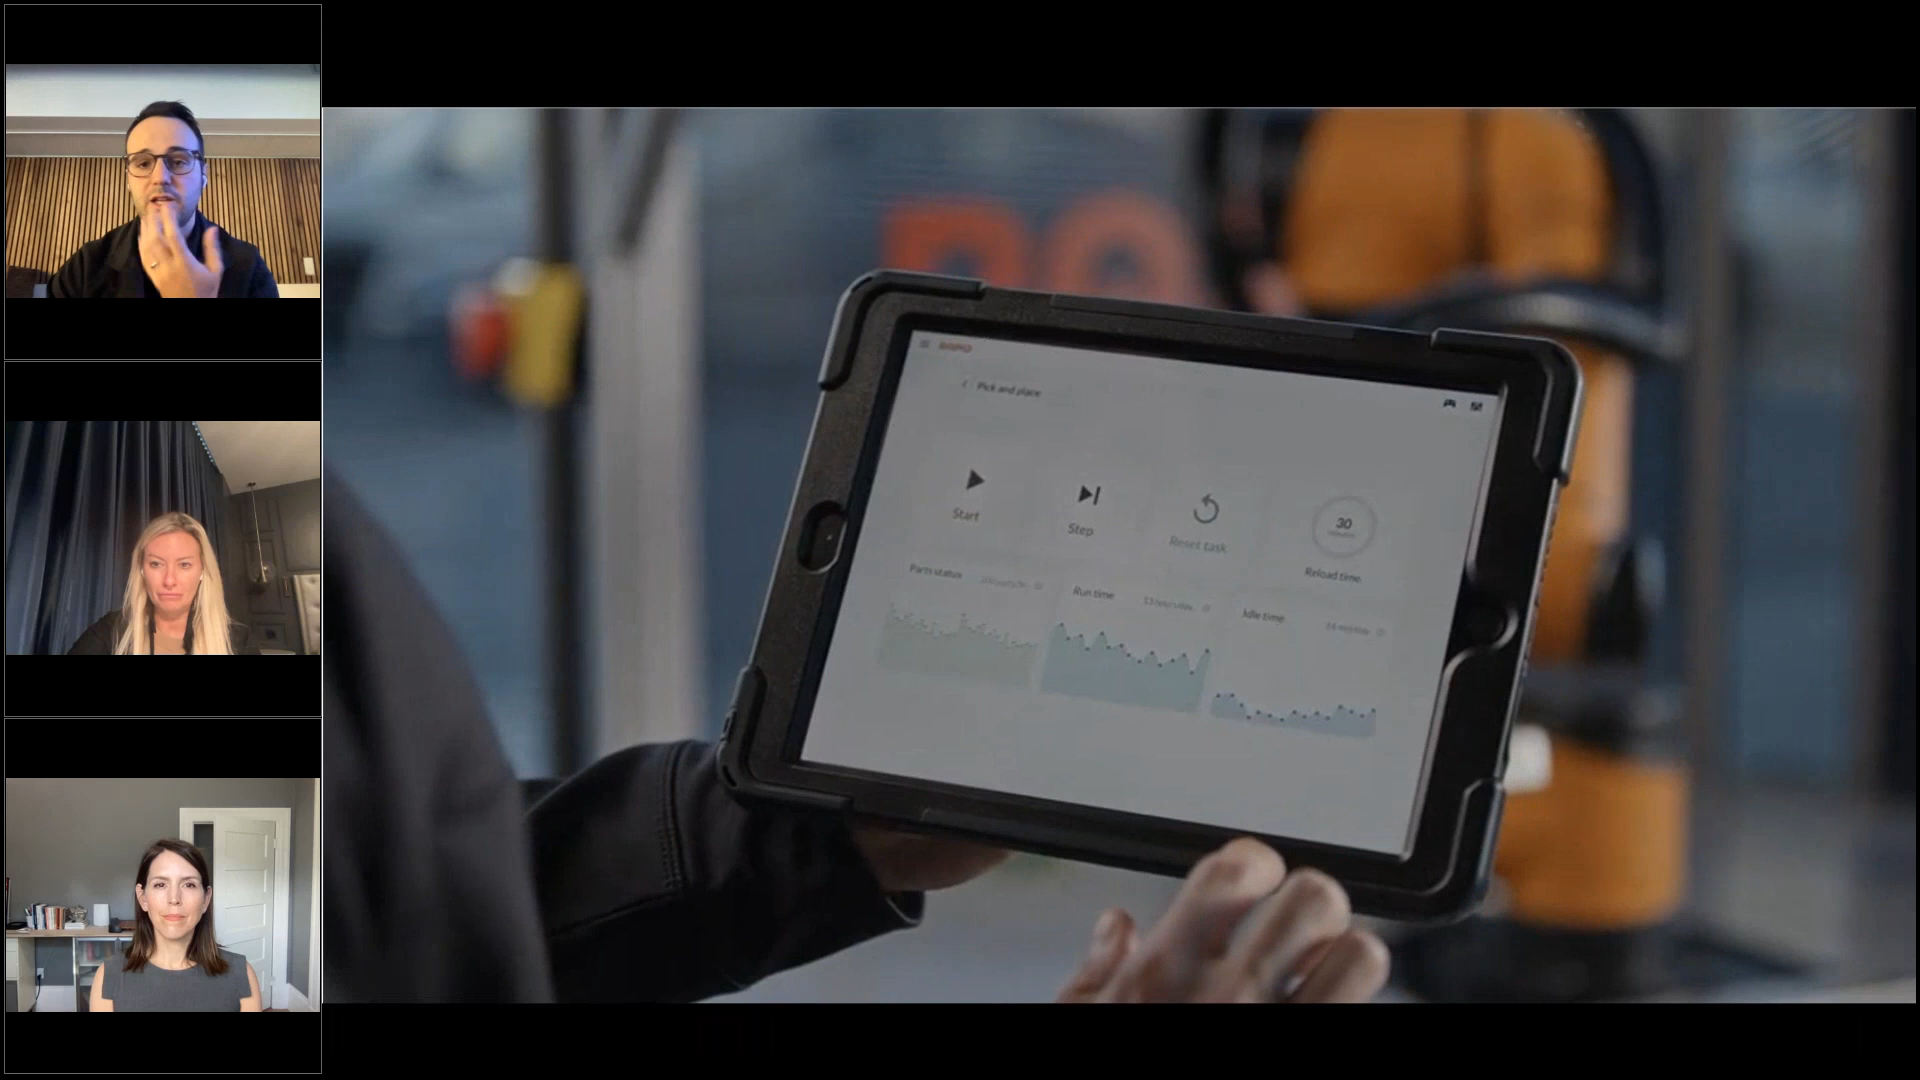 Pick and place
Start
Step
Reset task
30
Reload time
Parts status
Run time
Idle time